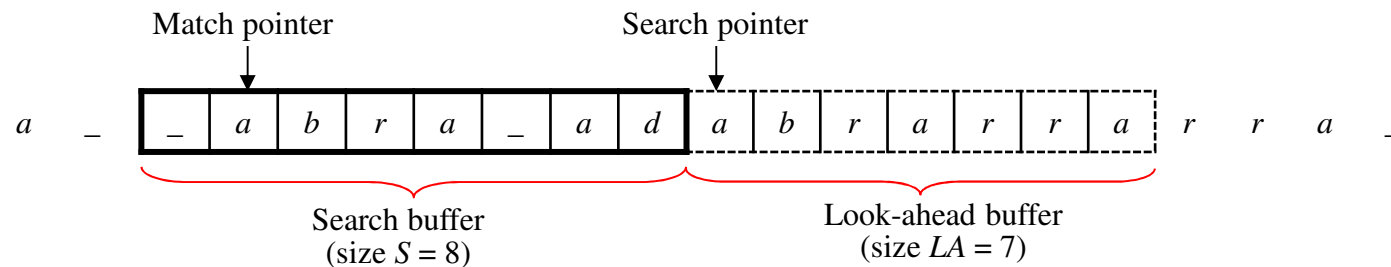 Match pointer Search pointer
a _ _ a b r a _ a d a b r a r r a r r a _
Search buffer Look-ahead buffer
(size S = 8) (size LA = 7)